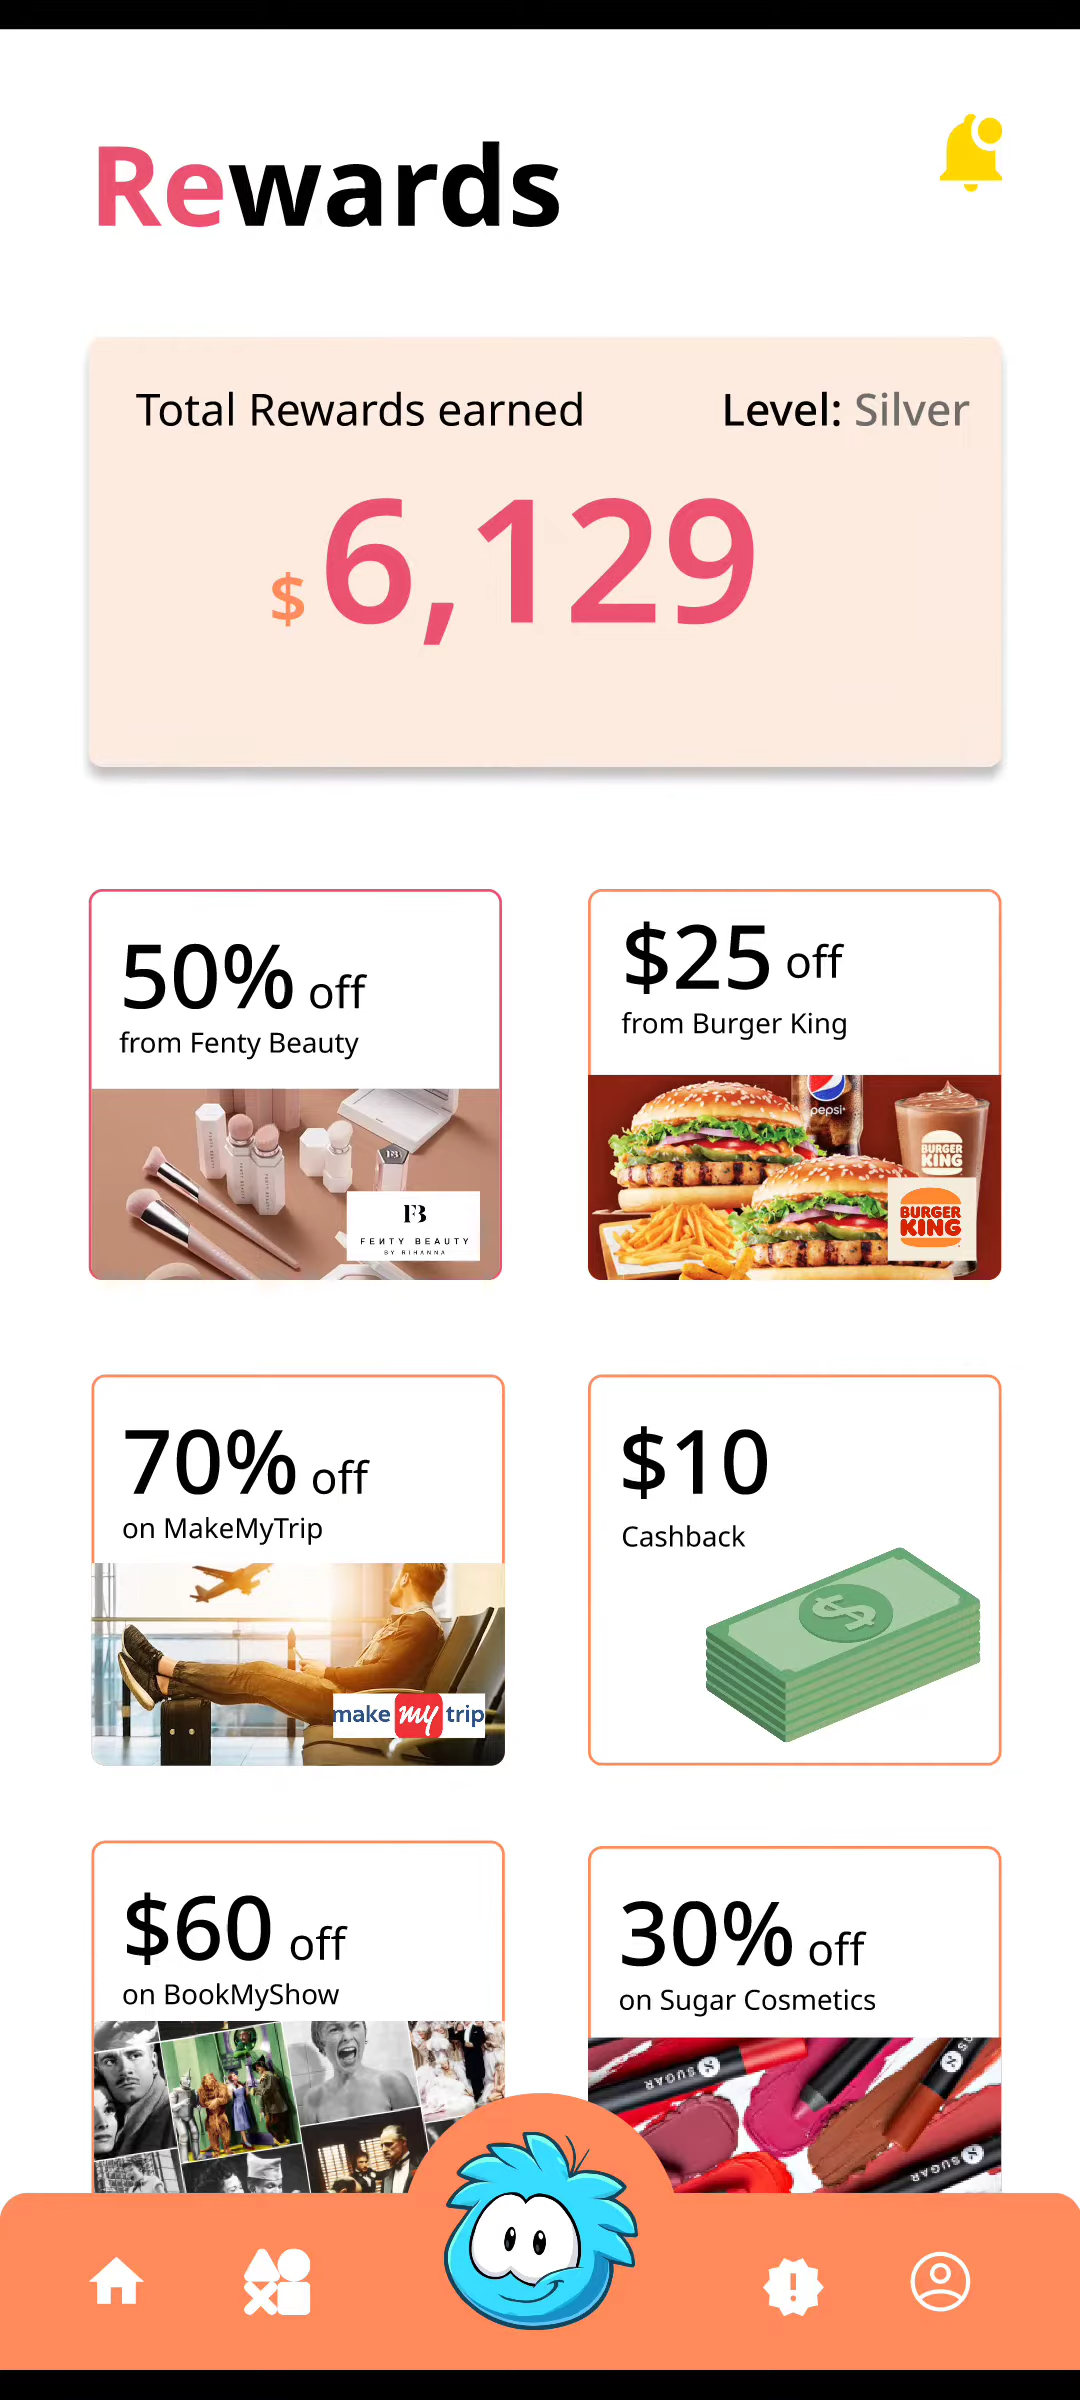 Rewards
Total Rewards earned
Level: Silver
$ 6,129
50% off
from Fenty Beauty
FB
FENTY BEAUTY
BY RIHANNA
$25 off
from Burger King
pepsi
BURGER
KING
BURGER
KING
70% off
on MakeMyTrip
make my trip
$10
Cashback
$
$60 off
on BookMyShow
30% off
on Sugar Cosmetics
SUGAR
SUGAR